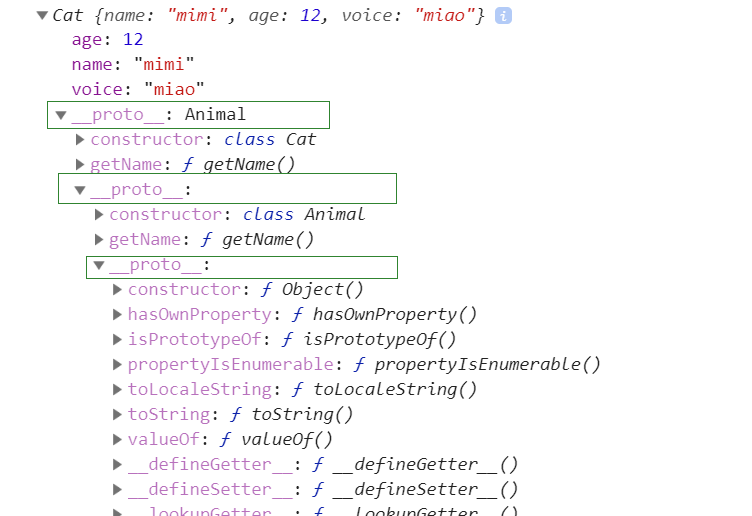 Cat {name: "mimi", age: 12, voice: "miao"} i
age: 12
name: "mimi"
voice: "miao"
__proto__: Animal
constructor: class Cat
getName: ƒ getName()
__proto__:
constructor: class Animal
getName: ƒ getName()
__proto__:
constructor: ƒ Object()
hasOwnProperty: ƒ hasOwnProperty()
isPrototypeOf: ƒ isPrototypeOf()
propertyIsEnumerable: ƒ propertyIsEnumerable()
toLocaleString: ƒ toLocaleString()
toString: ƒ toString()
valueOf: ƒ valueOf()
__defineGetter__: ƒ __defineGetter__()
__defineSetter__: ƒ __defineSetter__()
__lookupGetter__: ƒ __lookupGetter__()